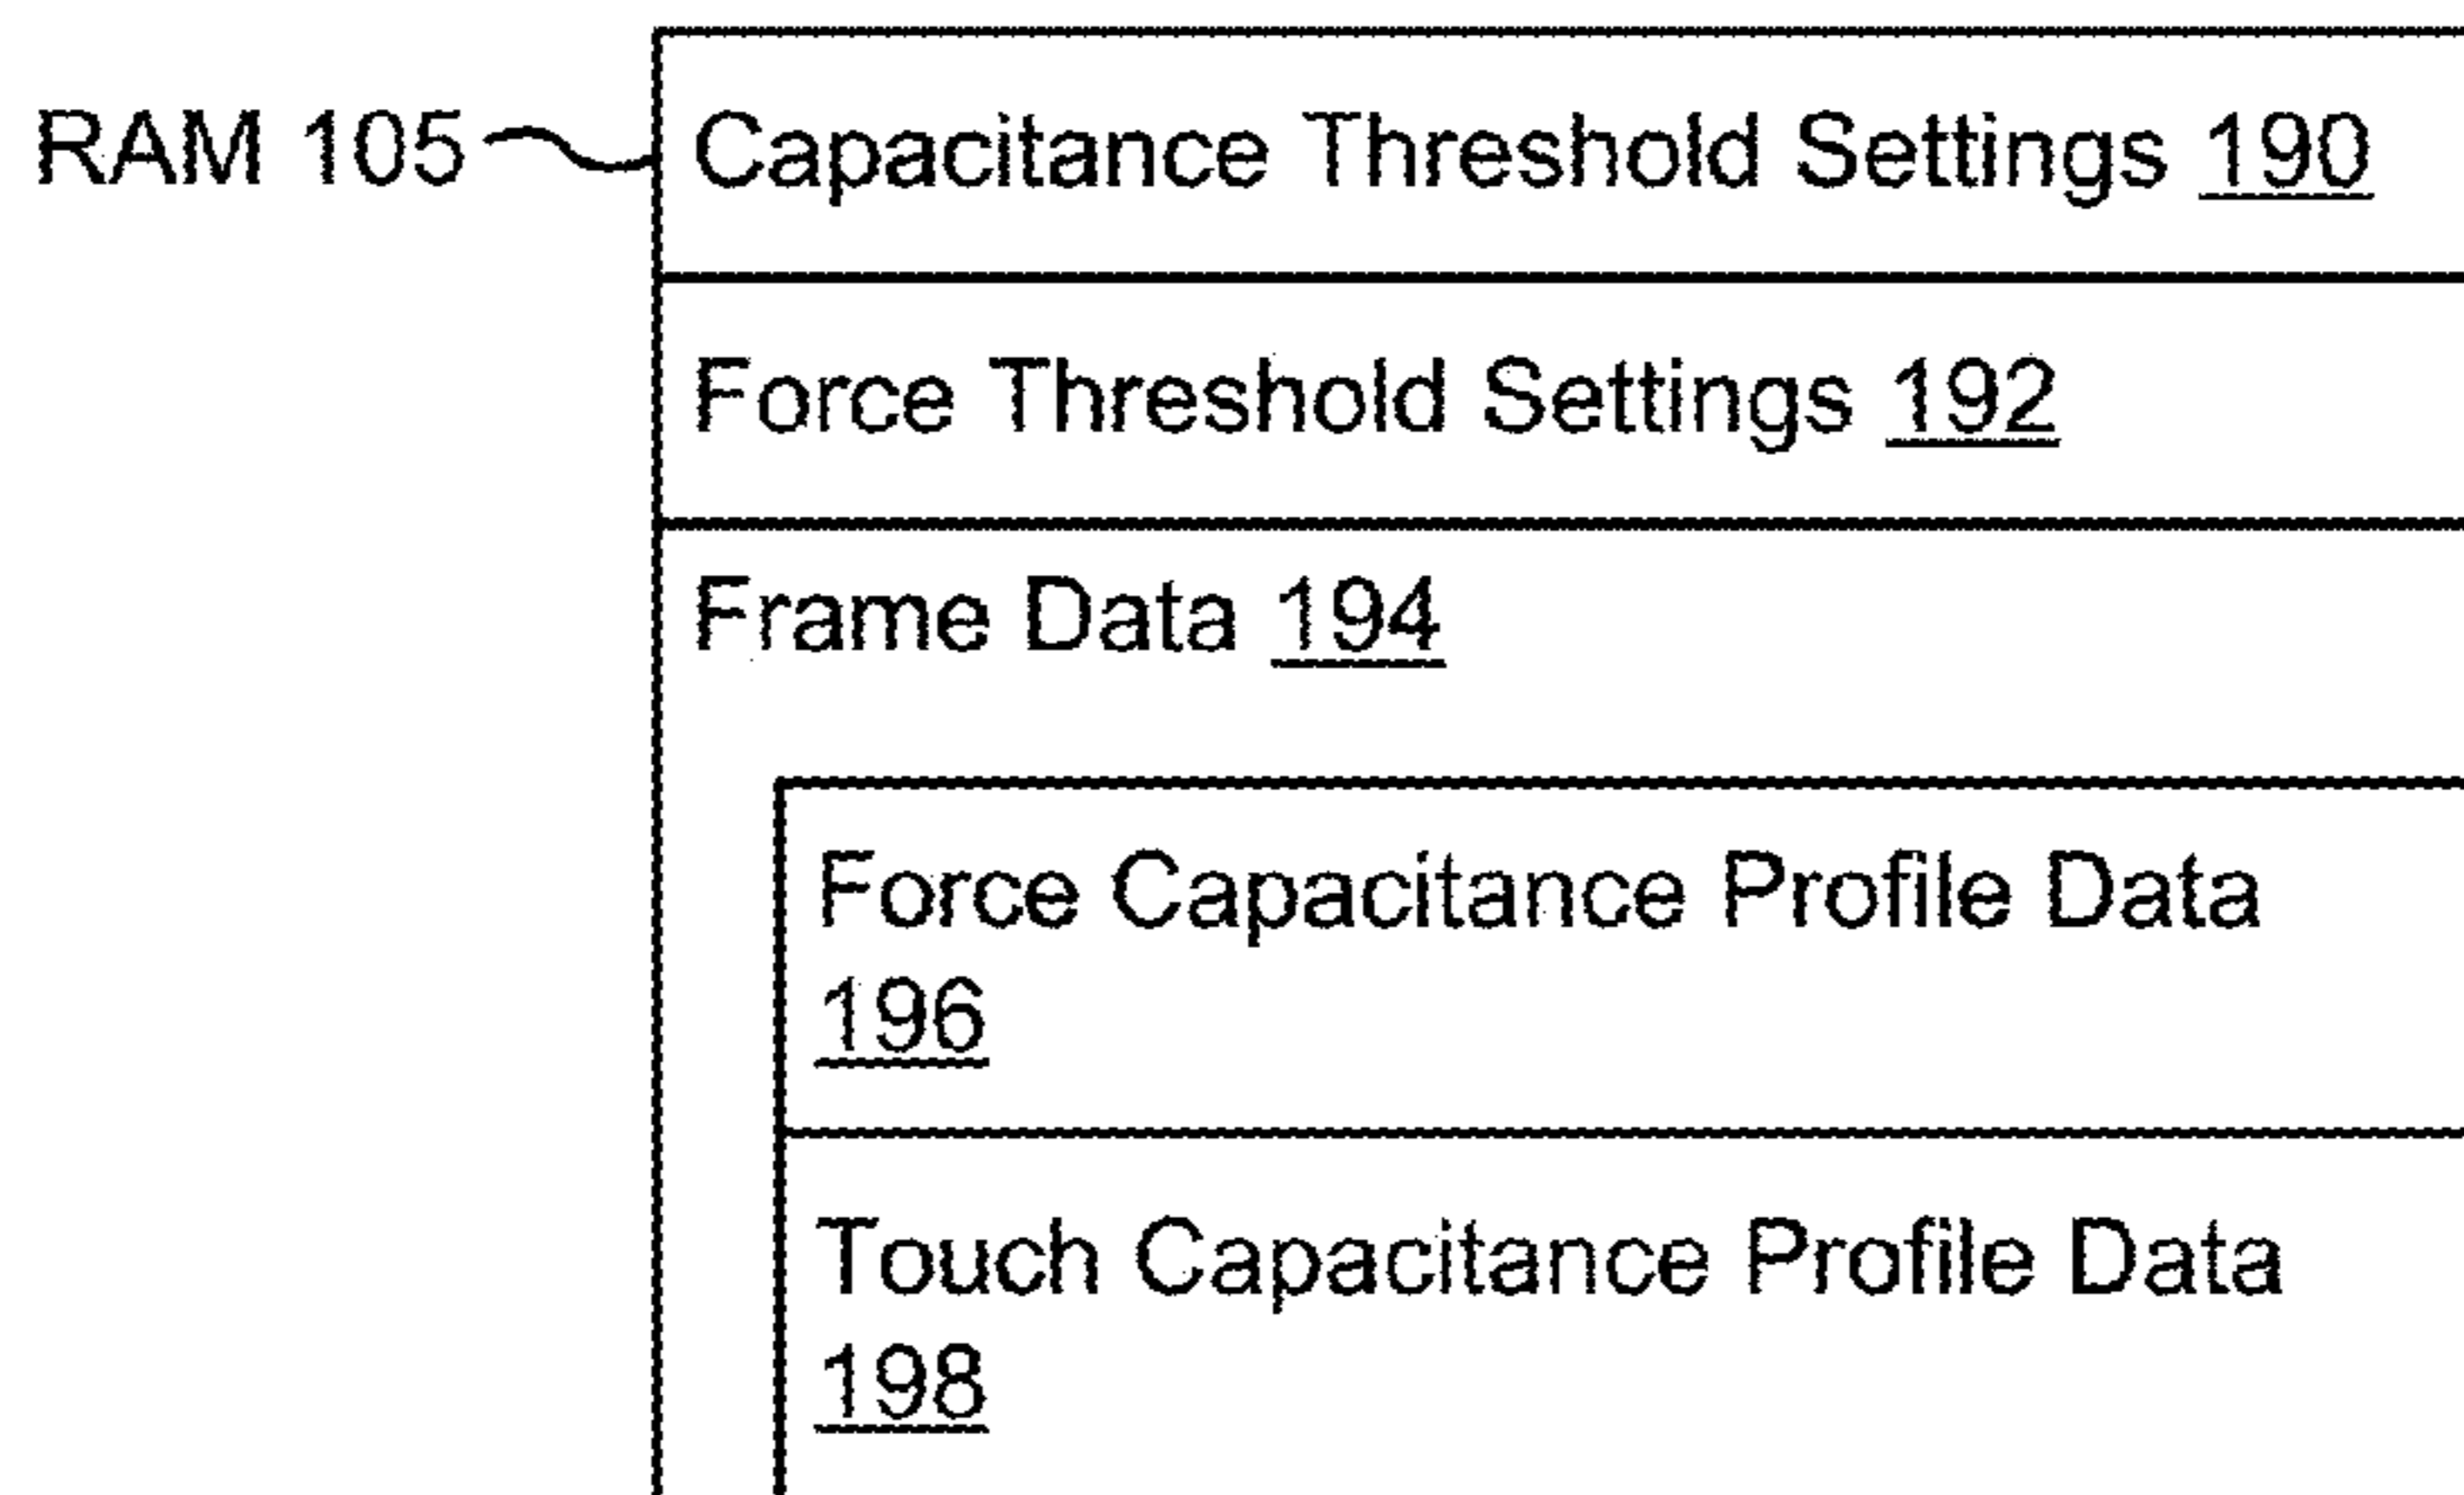 RAM 105
Capacitance Threshold Settings 190
Force Threshold Settings 192
Frame Data 194
Force Capacitance Profile Data
196
Touch Capacitance Profile Data
198